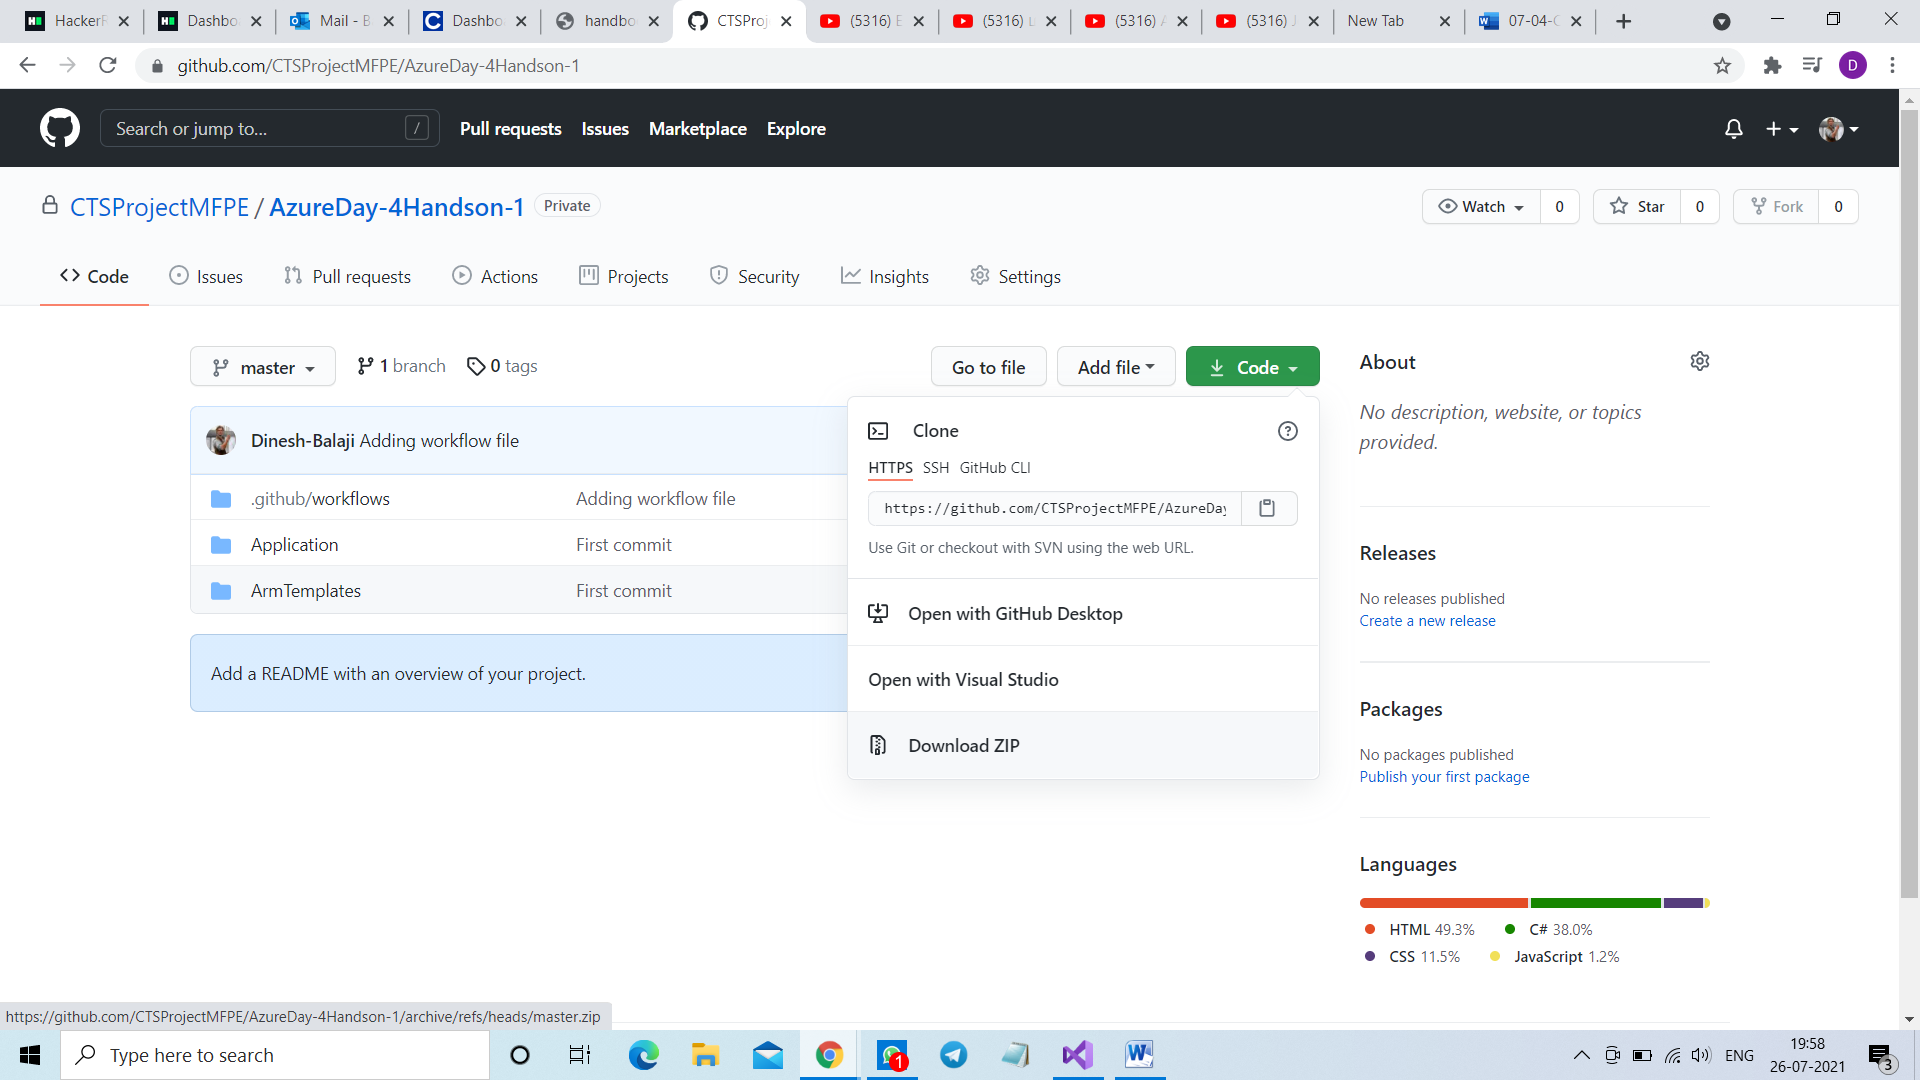 HackerR
Dashbo
Mail - B
Dashbo
handbo
CTSProj
(5316) E
(5316) L
(5316) A
(5316) J
New Tab
07-04-C
github.com/CTSProjectMFPE/AzureDay-4Handson-1
D
Search or jump to...
/
Pull requests
Issues
Marketplace
Explore
CTSProjectMFPE / AzureDay-4Handson-1
Private
Watch
0
Star
0
Fork
0
Code
Issues
Pull requests
Actions
Projects
Security
Insights
Settings
master
1 branch
0 tags
Go to file
Add file
Code
Dinesh-Balaji Adding workflow file
.github/workflows
Adding workflow file
Application
First commit
ArmTemplates
First commit
Add a README with an overview of your project.
Clone
HTTPS
SSH
GitHub CLI
https://github.com/CTSProjectMFPE/AzureDay
Use Git or checkout with SVN using the web URL.
Open with GitHub Desktop
Open with Visual Studio
Download ZIP
About
No description, website, or topics
provided.
Releases
No releases published
Create a new release
Packages
No packages published
Publish your first package
Languages
HTML 49.3%
C# 38.0%
CSS 11.5%
JavaScript 1.2%
https://github.com/CTSProjectMFPE/AzureDay-4Handson-1/archive/refs/heads/master.zip
Type here to search
1
ENG
19:58
26-07-2021
3